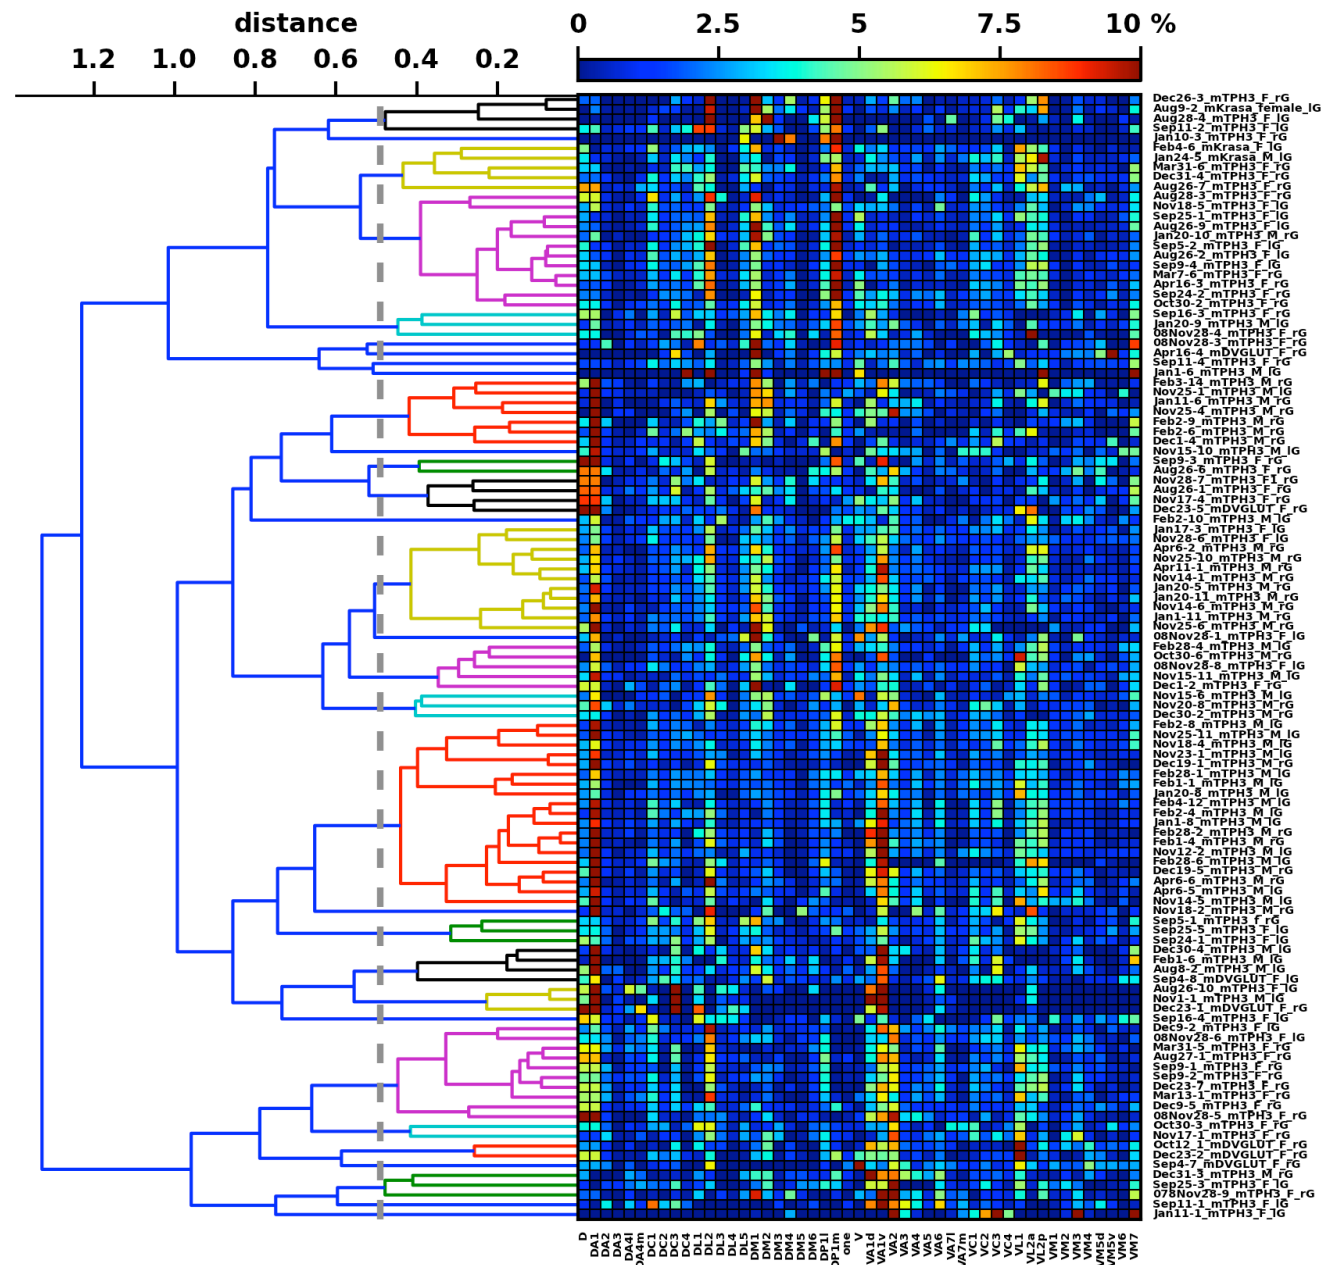 distance
0 2.5 5 7.5 10 %
1.2 1.0 0.8 0.6 0.4 0.2
Dec26-3_mTPH3_F_rG
Aug9-2_mKrasa_female_lG
Aug28-4_mTPH3_F_lG
Sep11-2_mTPH3_F_lG
Jan10-3_mTPH3_F_rG
Feb4-6_mKrasa_F_lG
Jan24-5_mKrasa_M_lG
Mar31-6_mTPH3_F_rG
Dec31-4_mTPH3_F_rG
Aug26-7_mTPH3_F_rG
Aug28-3_mTPH3_F_rG
Nov18-5_mTPH3_F_lG
Sep25-1_mTPH3_F_lG
Aug26-9_mTPH3_F_lG
Jan20-10_mTPH3_M_rG
Sep5-2_mTPH3_F_lG
Aug26-2_mTPH3_F_lG
Sep9-4_mTPH3_F_lG
Mar7-6_mTPH3_F_rG
Apr16-3_mTPH3_F_rG
Sep24-2_mTPH3_F_rG
Oct30-2_mTPH3_F_rG
Sep16-3_mTPH3_F_rG
Jan20-9_mTPH3_M_lG
08Nov28-4_mTPH3_F_rG
08Nov28-3_mTPH3_F_rG
Apr16-4_mDVGLUT_F_rG
Sep11-4_mTPH3_F_rG
Jan1-6_mTPH3_M_lG
Feb3-14_mTPH3_M_rG
Nov25-1_mTPH3_M_lG
Jan11-6_mTPH3_M_rG
Nov25-4_mTPH3_M_rG
Feb2-9_mTPH3_M_rG
Feb2-6_mTPH3_M_rG
Dec1-4_mTPH3_M_rG
Nov15-10_mTPH3_M_lG
Sep9-3_mTPH3_F_rG
Aug26-6_mTPH3_F_rG
Nov28-7_mTPH3_F1_rG
Aug26-1_mTPH3_F_rG
Nov17-4_mTPH3_F_rG
Dec23-5_mDVGLUT_F_rG
Feb2-10_mTPH3_M_lG
Jan17-3_mTPH3_F_lG
Nov28-6_mTPH3_F_lG
Apr6-2_mTPH3_M_rG
Nov25-10_mTPH3_M_rG
Apr11-1_mTPH3_M_rG
Nov14-1_mTPH3_M_rG
Jan20-5_mTPH3_M_rG
Jan20-11_mTPH3_M_rG
Nov14-6_mTPH3_M_rG
Jan1-11_mTPH3_M_rG
Nov25-6_mTPH3_M_rG
08Nov28-1_mTPH3_F_lG
Feb28-4_mTPH3_M_lG
Oct30-6_mTPH3_M_rG
08Nov28-8_mTPH3_F_lG
Nov15-11_mTPH3_M_lG
Dec1-2_mTPH3_F_rG
Nov15-6_mTPH3_M_lG
Nov20-8_mTPH3_M_rG
Dec30-2_mTPH3_M_rG
Feb2-8_mTPH3_M_lG
Nov25-11_mTPH3_M_lG
Nov18-4_mTPH3_M_lG
Nov23-1_mTPH3_M_lG
Dec19-1_mTPH3_M_rG
Feb28-1_mTPH3_M_lG
Feb1-1_mTPH3_M_lG
Jan20-8_mTPH3_M_lG
Feb4-12_mTPH3_M_lG
Feb2-4_mTPH3_M_lG
Jan1-8_mTPH3_M_lG
Feb28-2_mTPH3_M_rG
Feb1-4_mTPH3_M_rG
Nov12-2_mTPH3_M_lG
Feb28-6_mTPH3_M_lG
Dec19-5_mTPH3_M_rG
Apr6-6_mTPH3_M_rG
Apr6-5_mTPH3_M_lG
Nov14-5_mTPH3_M_lG
Nov18-2_mTPH3_M_rG
Sep5-1_mTPH3_F_rG
Sep25-5_mTPH3_F_lG
Sep24-1_mTPH3_F_lG
Dec30-4_mTPH3_M_lG
Feb1-6_mTPH3_M_lG
Aug8-2_mTPH3_M_lG
Sep4-8_mDVGLUT_F_lG
Aug26-10_mTPH3_F_lG
Nov1-1_mTPH3_M_lG
Dec23-1_mDVGLUT_F_rG
Sep16-4_mTPH3_F_lG
Dec9-2_mTPH3_F_lG
08Nov28-6_mTPH3_F_lG
Mar31-5_mTPH3_F_rG
Aug27-1_mTPH3_F_rG
Sep9-1_mTPH3_F_rG
Sep9-2_mTPH3_F_rG
Dec23-7_mTPH3_F_rG
Mar13-1_mTPH3_F_rG
Dec9-5_mTPH3_F_rG
08Nov28-5_mTPH3_F_rG
Oct30-3_mTPH3_F_rG
Nov17-1_mTPH3_F_rG
Oct12_1_mDVGLUT_F_rG
Dec23-2_mDVGLUT_F_rG
Sep4-7_mDVGLUT_F_rG
Dec31-3_mTPH3_M_rG
Sep25-3_mTPH3_F_lG
078Nov28-9_mTPH3_F_rG
Sep11-1_mTPH3_F_lG
Jan11-1_mTPH3_F_lG
D DA1 DA2 DA3 DA4l DA4m DC1 DC2 DC3 DC4 DL1 DL2 DL3 DL4 DL5 DM1 DM2 DM3 DM4 DM5 DM6 DP1l DP1m one V VA1d VA1v VA2 VA3 VA4 VA5 VA6 VA7l VA7m VC1 VC2 VC3 VC4 VL1 VL2a VL2p VM1 VM2 VM3 VM4 VM5d VM5v VM6 VM7